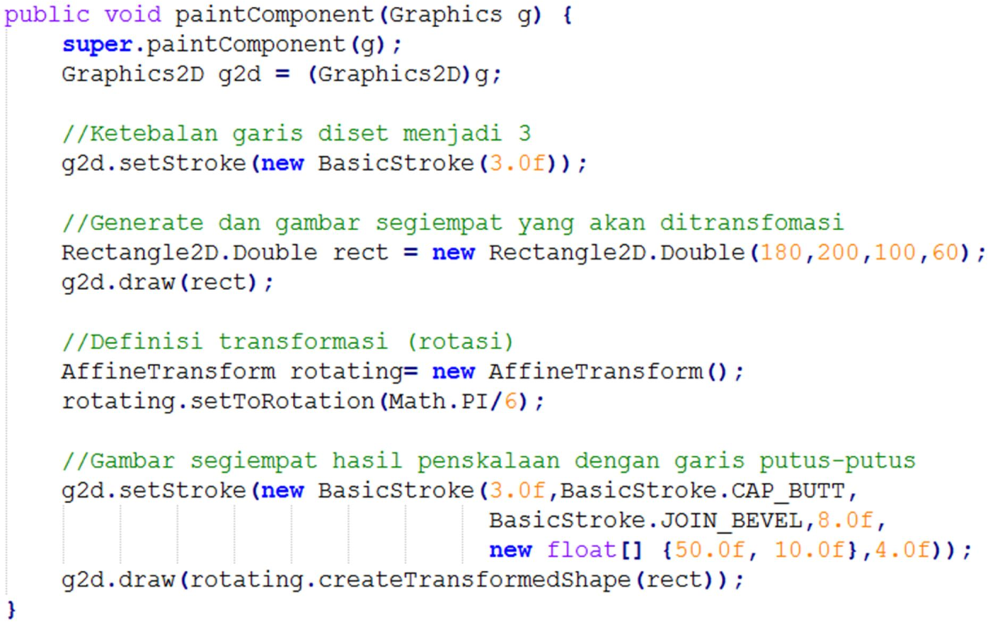 public void paintComponent(Graphics g) {
    super.paintComponent(g);
    Graphics2D g2d = (Graphics2D)g;

    //Ketebalan garis diset menjadi 3
    g2d.setStroke(new BasicStroke(3.0f));

    //Generate dan gambar segiempat yang akan ditransfomasi
    Rectangle2D.Double rect = new Rectangle2D.Double(180,200,100,60);
    g2d.draw(rect);

    //Definisi transformasi (rotasi)
    AffineTransform rotating= new AffineTransform();
    rotating.setToRotation(Math.PI/6);

    //Gambar segiempat hasil penskalaan dengan garis putus-putus
    g2d.setStroke(new BasicStroke(3.0f,BasicStroke.CAP_BUTT,
                                  BasicStroke.JOIN_BEVEL,8.0f,
                                  new float[] {50.0f, 10.0f},4.0f));
    g2d.draw(rotating.createTransformedShape(rect));
}